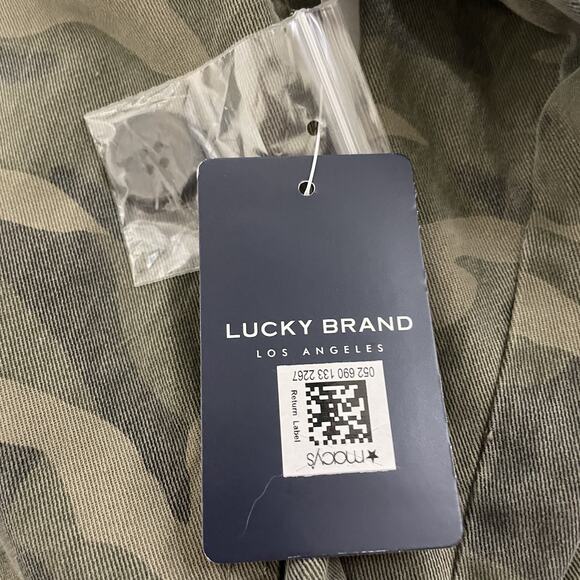 LUCKY BRAND
LOS ANGELES
052 690 133 2267
Return Label
★macy's